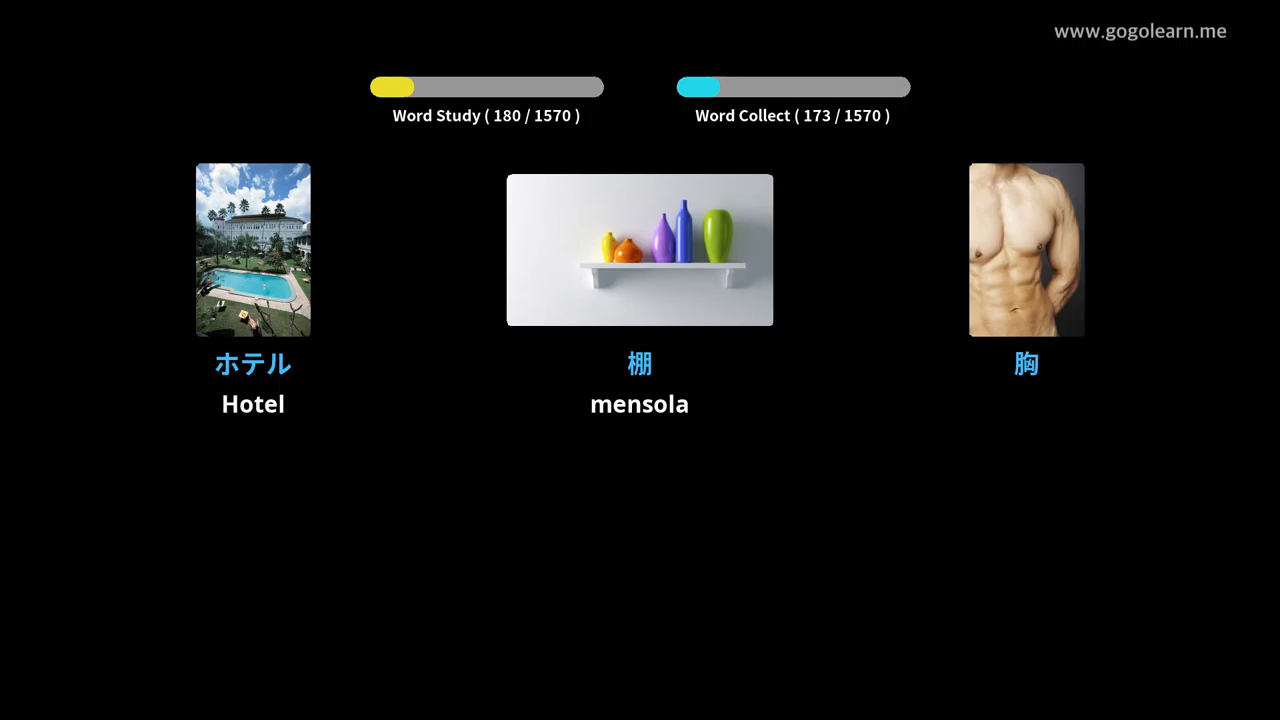 www.gogolearn.me
Word Study ( 180 / 1570 )
Word Collect ( 173 / 1570 )
ホテル
棚
胸
Hotel
mensola